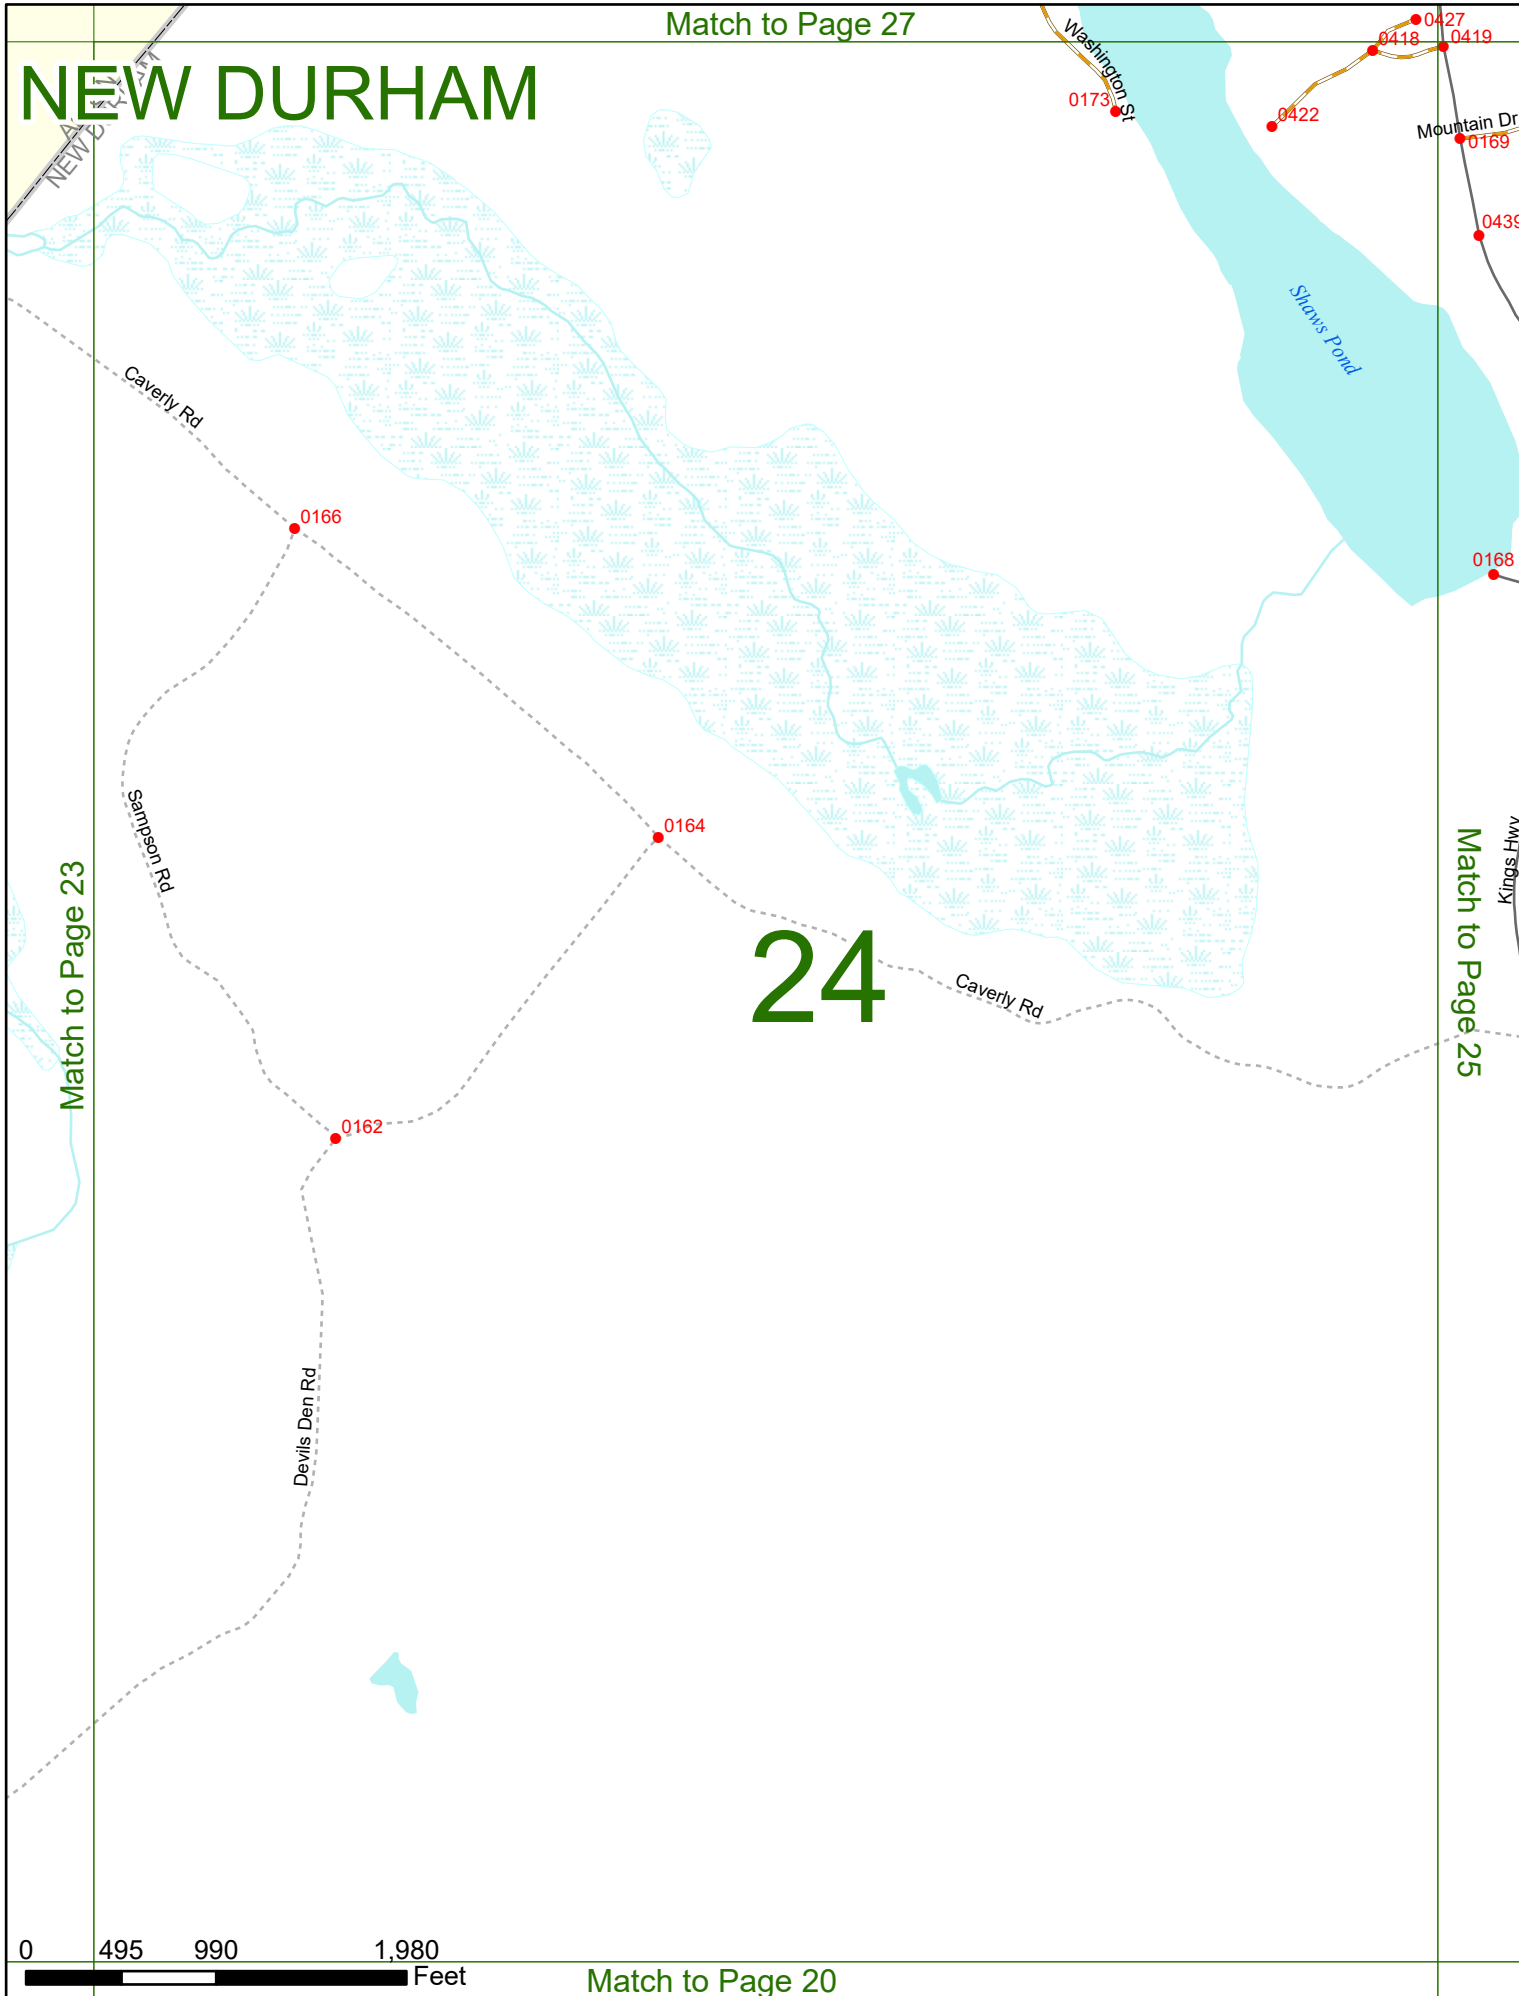 Match to Page 27
NEW DURHAM
NEW DURHAM
Washington St
0427
0418
0419
0173
0422
Mountain Dr
0169
0439
Shaws Pond
Caverly Rd
0166
0168
Sampson Rd
0164
Kings Hwy
Match to Page 23
Match to Page 25
24
Caverly Rd
0162
Devils Den Rd
0 495 990 1,980
Feet
Match to Page 20